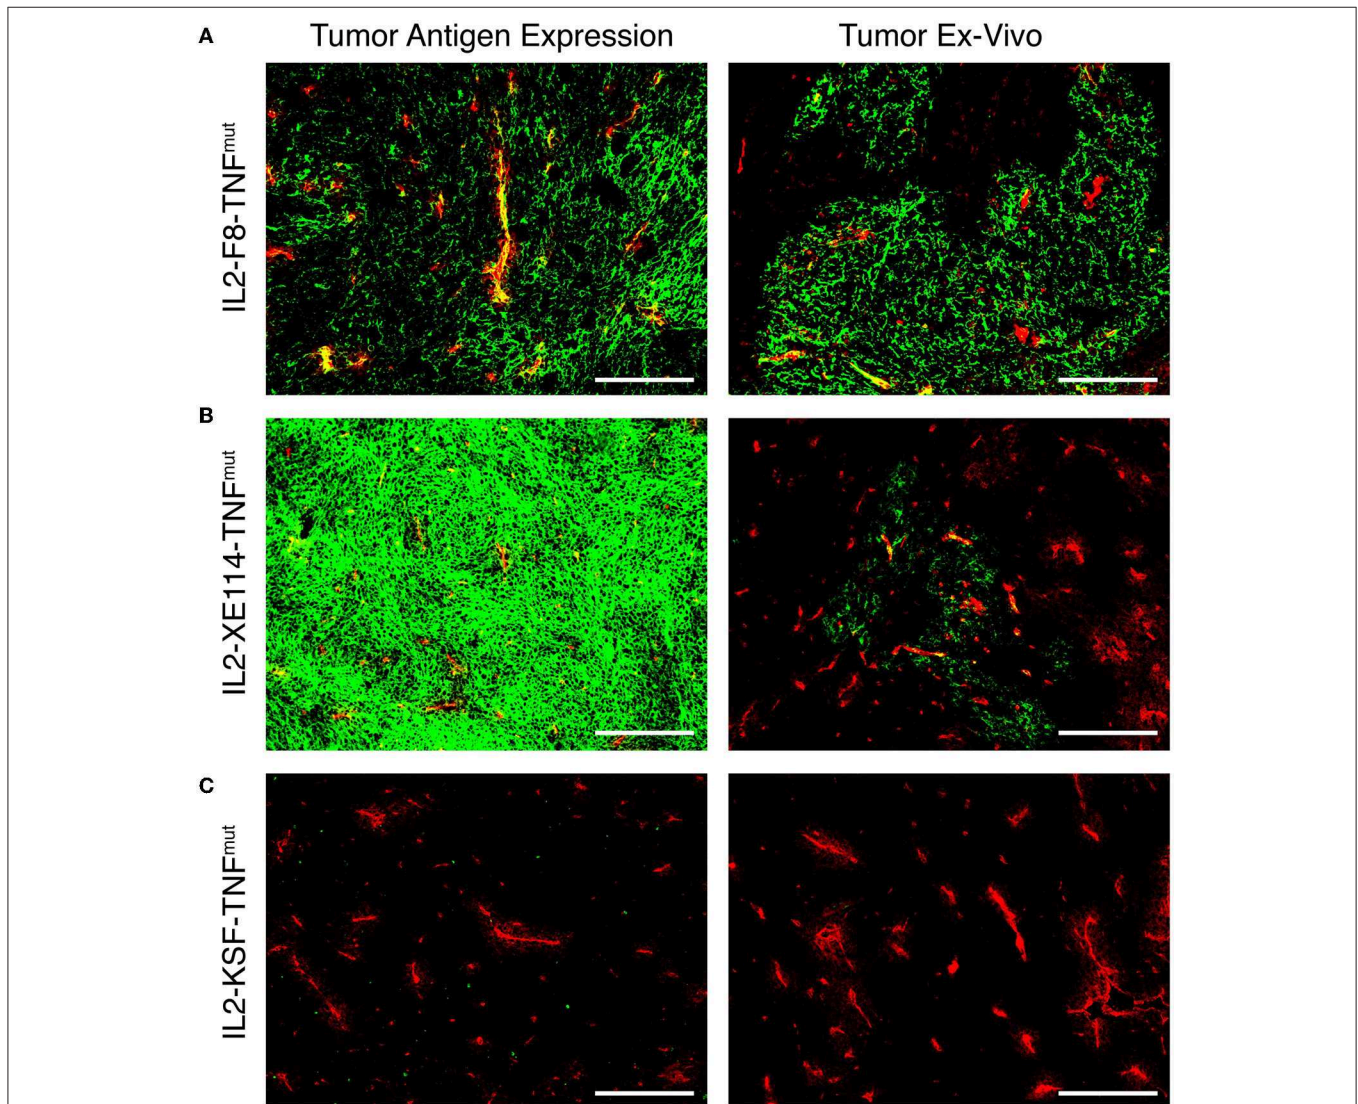 A
Tumor Antigen Expression
Tumor Ex-Vivo
IL2-F8-TNFmut
B
IL2-XE114-TNFmut
C
IL2-KSF-TNFmut